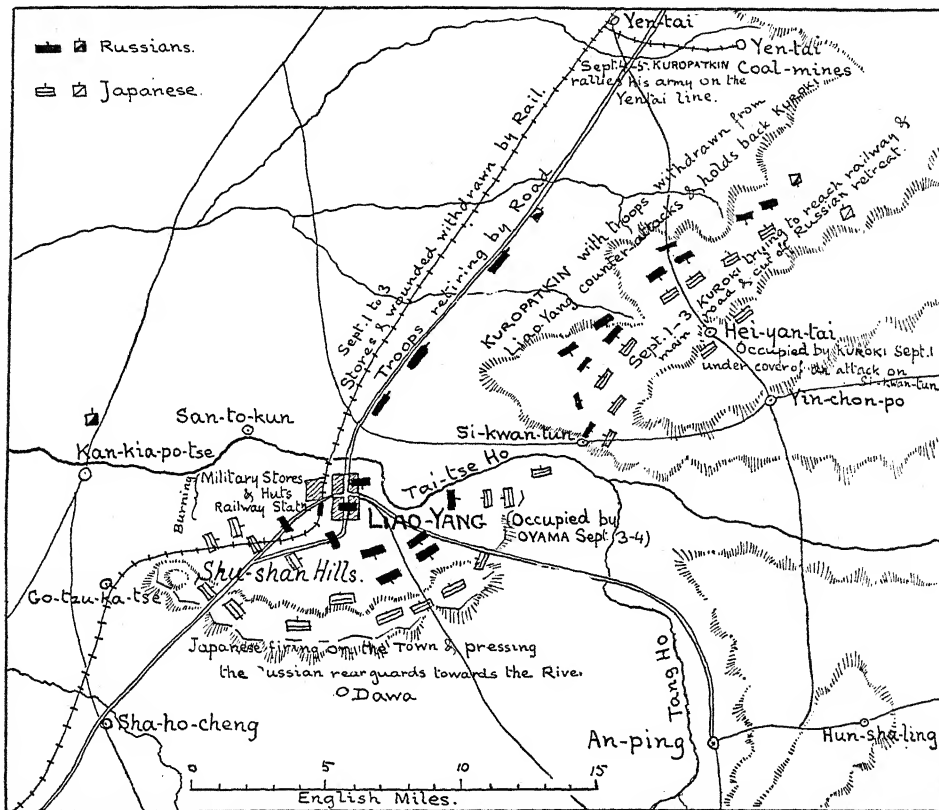 Russians.
Japanese.
Yen-tai
Yen-tai
Coal-mines
Sept. 4-5. KUROPATKIN
rallies his army on the
Yentai line.
Sept. 1 to 3
Stores & wounded withdrawn by Rail.
Troops retiring by Road
KUROPATKIN with troops withdrawn from
Liao-Yang counter-attacks & holds back KUROKI
Sept. 1-3 KUROKI trying to reach railway &
main road & cut off Russian retreat.
Hei-yan-tai
Occupied by KUROKI Sept. 1
under cover of an attack on
Si-kwan-tun
Yin-chon-po
San-to-kun
Si-kwan-tun
Kan-kia-po-tse
Tai-tse Ho
Burning
Military Stores
& Huts
Railway Statn
LIAO-YANG
Occupied by
OYAMA Sept. (3-4)
Shu-shan Hills.
Go-tzu-ka-tse
Japanese firing on the Town & pressing
the Russian rearguards towards the River
Dawa
Tang Ho
Sha-ho-cheng
An-ping
Hun-sha-ling
0 5 10 15
English Miles.